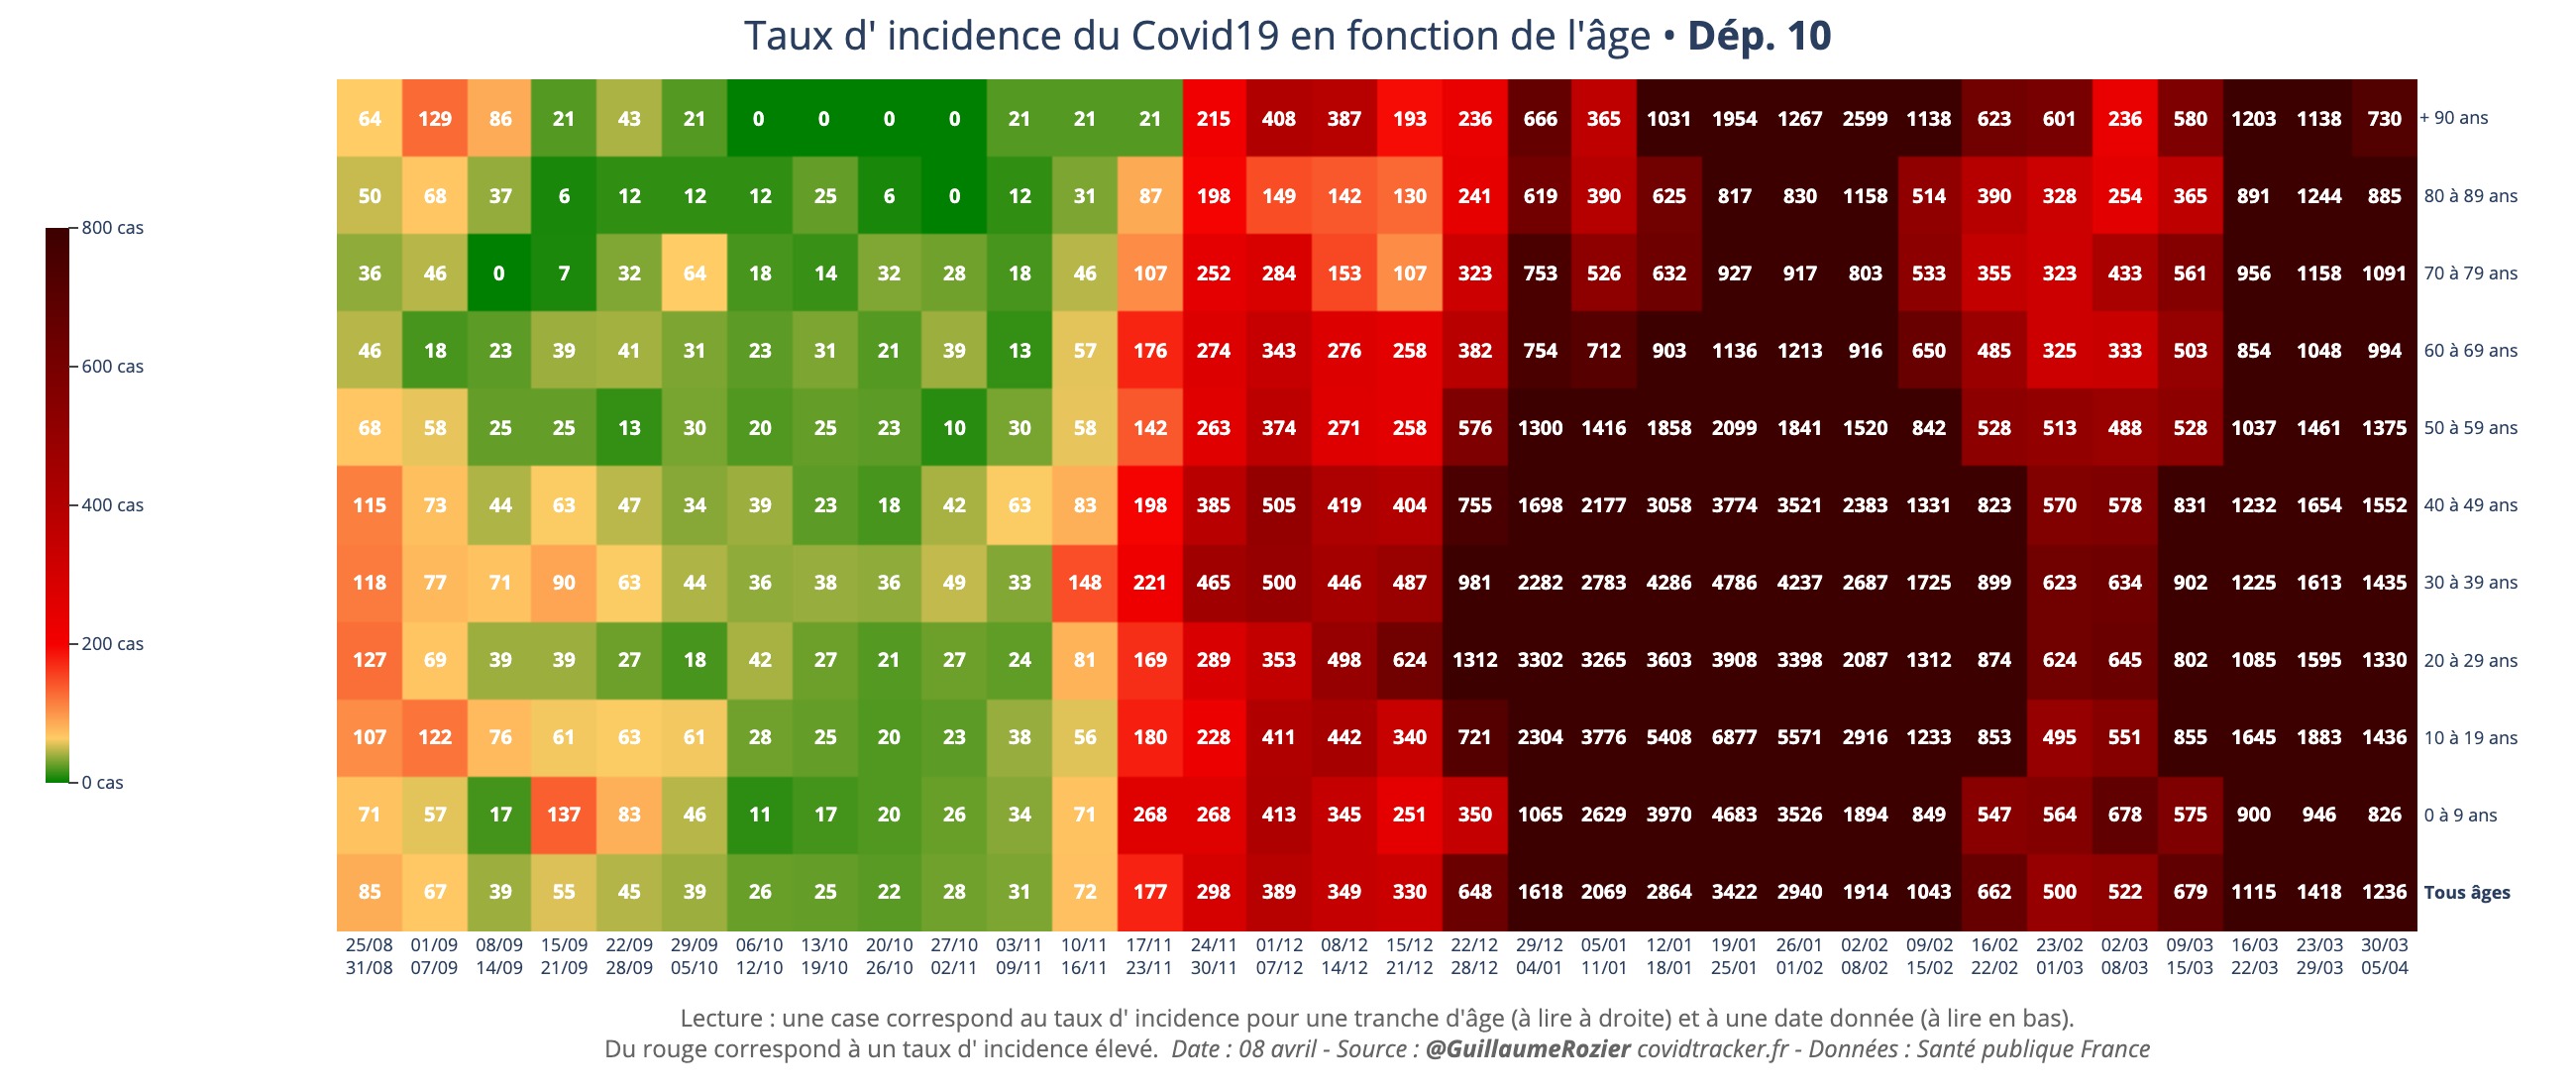 Taux d' incidence du Covid19 en fonction de l'âge • Dép. 10
64 129 86 21 43 21 0 0 0 0 21 21 21 215 408 387 193 236 666 365 1031 1954 1267 2599 1138 623 601 236 580 1203 1138 730 + 90 ans
50 68 37 6 12 12 12 25 6 0 12 31 87 198 149 142 130 241 619 390 625 817 830 1158 514 390 328 254 365 891 1244 885 80 à 89 ans
800 cas
36 46 0 7 32 64 18 14 32 28 18 46 107 252 284 153 107 323 753 526 632 927 917 803 533 355 323 433 561 956 1158 1091 70 à 79 ans
46 18 23 39 41 31 23 31 21 39 13 57 176 274 343 276 258 382 754 712 903 1136 1213 916 650 485 325 333 503 854 1048 994 60 à 69 ans
600 cas
68 58 25 25 13 30 20 25 23 10 30 58 142 263 374 271 258 576 1300 1416 1858 2099 1841 1520 842 528 513 488 528 1037 1461 1375 50 à 59 ans
400 cas
115 73 44 63 47 34 39 23 18 42 63 83 198 385 505 419 404 755 1698 2177 3058 3774 3521 2383 1331 823 570 578 831 1232 1654 1552 40 à 49 ans
118 77 71 90 63 44 36 38 36 49 33 148 221 465 500 446 487 981 2282 2783 4286 4786 4237 2687 1725 899 623 634 902 1225 1613 1435 30 à 39 ans
200 cas
127 69 39 39 27 18 42 27 21 27 24 81 169 289 353 498 624 1312 3302 3265 3603 3908 3398 2087 1312 874 624 645 802 1085 1595 1330 20 à 29 ans
107 122 76 61 63 61 28 25 20 23 38 56 180 228 411 442 340 721 2304 3776 5408 6877 5571 2916 1233 853 495 551 855 1645 1883 1436 10 à 19 ans
0 cas
71 57 17 137 83 46 11 17 20 26 34 71 268 268 413 345 251 350 1065 2629 3970 4683 3526 1894 849 547 564 678 575 900 946 826 0 à 9 ans
85 67 39 55 45 39 26 25 22 28 31 72 177 298 389 349 330 648 1618 2069 2864 3422 2940 1914 1043 662 500 522 679 1115 1418 1236 Tous âges
25/08 01/09 08/09 15/09 22/09 29/09 06/10 13/10 20/10 27/10 03/11 10/11 17/11 24/11 01/12 08/12 15/12 22/12 29/12 05/01 12/01 19/01 26/01 02/02 09/02 16/02 23/02 02/03 09/03 16/03 23/03 30/03
31/08 07/09 14/09 21/09 28/09 05/10 12/10 19/10 26/10 02/11 09/11 16/11 23/11 30/11 07/12 14/12 21/12 28/12 04/01 11/01 18/01 25/01 01/02 08/02 15/02 22/02 01/03 08/03 15/03 22/03 29/03 05/04
Lecture : une case correspond au taux d' incidence pour une tranche d'âge (à lire à droite) et à une date donnée (à lire en bas).
Du rouge correspond à un taux d' incidence élevé. Date : 08 avril - Source : @GuillaumeRozier covidtracker.fr - Données : Santé publique France